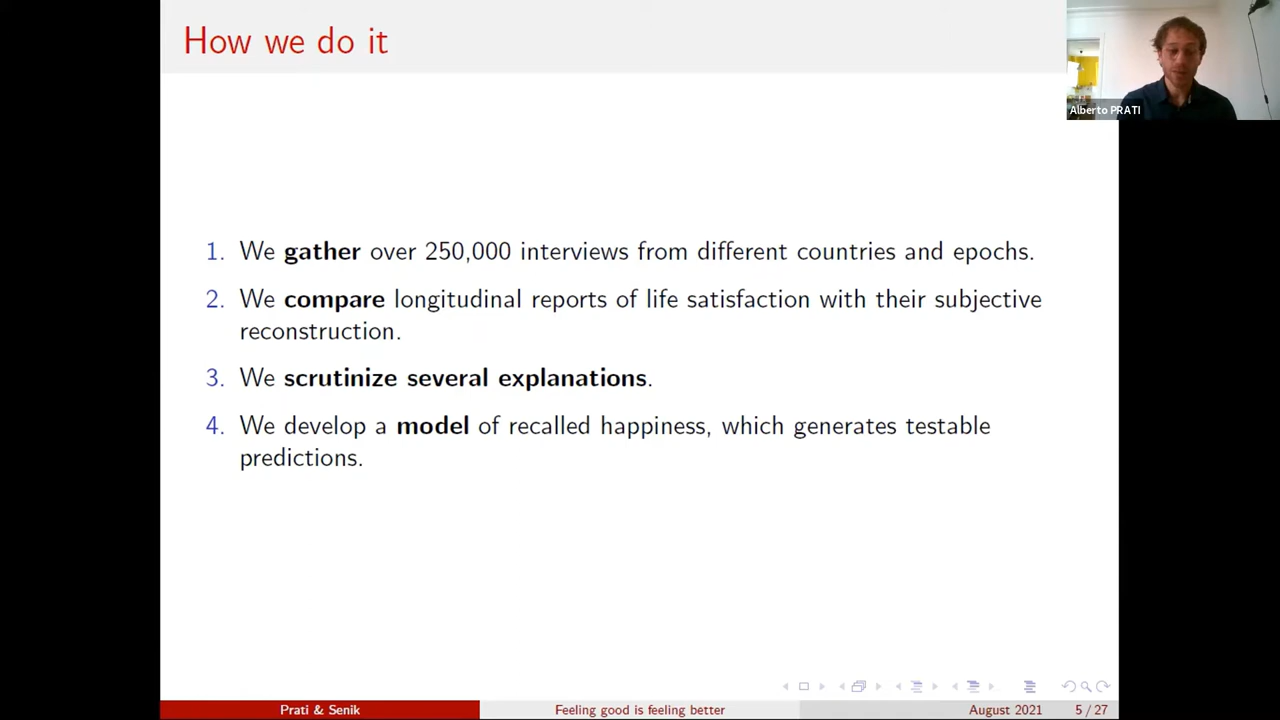 How we do it
Alberto PRATI
1. We gather over 250,000 interviews from different countries and epochs.
2. We compare longitudinal reports of life satisfaction with their subjective
reconstruction.
3. We scrutinize several explanations.
4. We develop a model of recalled happiness, which generates testable
predictions.
Prati & Senik
Feeling good is feeling better
August 2021
5 / 27